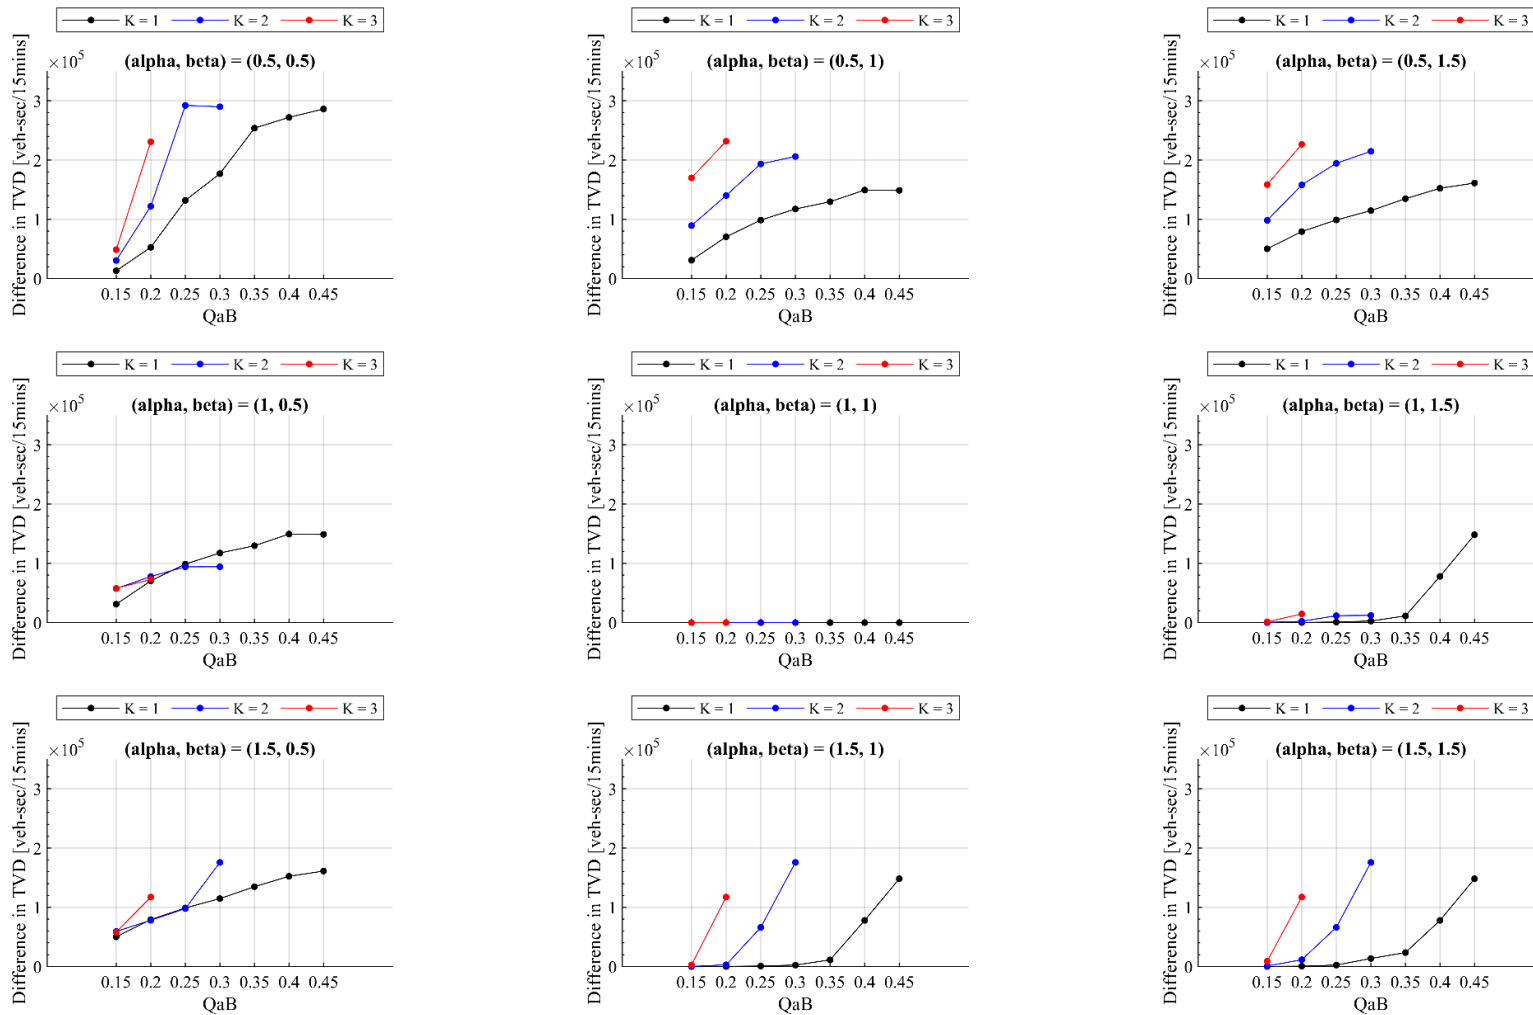 K = 1 K = 2 K = 3
K = 1 K = 2 K = 3
K = 1 K = 2 K = 3
×10^5
(alpha, beta) = (0.5, 0.5)
Difference in TVD [veh-sec/15mins]
3
2
1
0
0.15 0.2 0.25 0.3 0.35 0.4 0.45
QaB
×10^5
(alpha, beta) = (0.5, 1)
Difference in TVD [veh-sec/15mins]
3
2
1
0
0.15 0.2 0.25 0.3 0.35 0.4 0.45
QaB
×10^5
(alpha, beta) = (0.5, 1.5)
Difference in TVD [veh-sec/15mins]
3
2
1
0
0.15 0.2 0.25 0.3 0.35 0.4 0.45
QaB
K = 1 K = 2 K = 3
K = 1 K = 2 K = 3
K = 1 K = 2 K = 3
×10^5
(alpha, beta) = (1, 0.5)
Difference in TVD [veh-sec/15mins]
3
2
1
0
0.15 0.2 0.25 0.3 0.35 0.4 0.45
QaB
×10^5
(alpha, beta) = (1, 1)
Difference in TVD [veh-sec/15mins]
3
2
1
0
0.15 0.2 0.25 0.3 0.35 0.4 0.45
QaB
×10^5
(alpha, beta) = (1, 1.5)
Difference in TVD [veh-sec/15mins]
3
2
1
0
0.15 0.2 0.25 0.3 0.35 0.4 0.45
QaB
K = 1 K = 2 K = 3
K = 1 K = 2 K = 3
K = 1 K = 2 K = 3
×10^5
(alpha, beta) = (1.5, 0.5)
Difference in TVD [veh-sec/15mins]
3
2
1
0
0.15 0.2 0.25 0.3 0.35 0.4 0.45
QaB
×10^5
(alpha, beta) = (1.5, 1)
Difference in TVD [veh-sec/15mins]
3
2
1
0
0.15 0.2 0.25 0.3 0.35 0.4 0.45
QaB
×10^5
(alpha, beta) = (1.5, 1.5)
Difference in TVD [veh-sec/15mins]
3
2
1
0
0.15 0.2 0.25 0.3 0.35 0.4 0.45
QaB